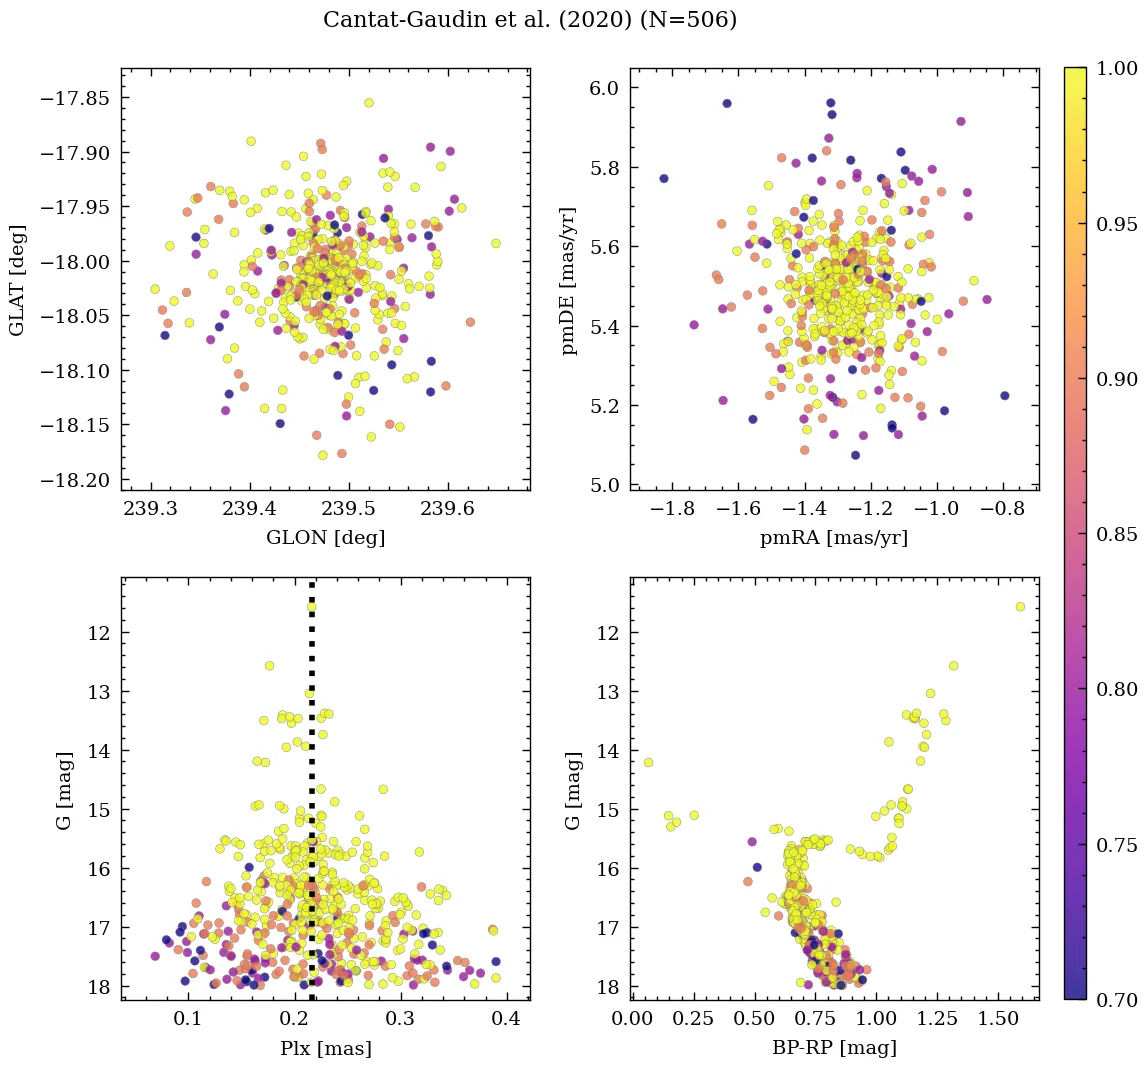 Cantat-Gaudin et al. (2020) (N=506)
−17.85
−17.90
−17.95
−18.00
−18.05
−18.10
−18.15
−18.20
GLAT [deg]
239.3 239.4 239.5 239.6
GLON [deg]
6.0
5.8
5.6
5.4
5.2
5.0
pmDE [mas/yr]
−1.8 −1.6 −1.4 −1.2 −1.0 −0.8
pmRA [mas/yr]
12
13
14
15
16
17
18
G [mag]
0.1 0.2 0.3 0.4
Plx [mas]
12
13
14
15
16
17
18
G [mag]
0.00 0.25 0.50 0.75 1.00 1.25 1.50
BP-RP [mag]
1.00
0.95
0.90
0.85
0.80
0.75
0.70